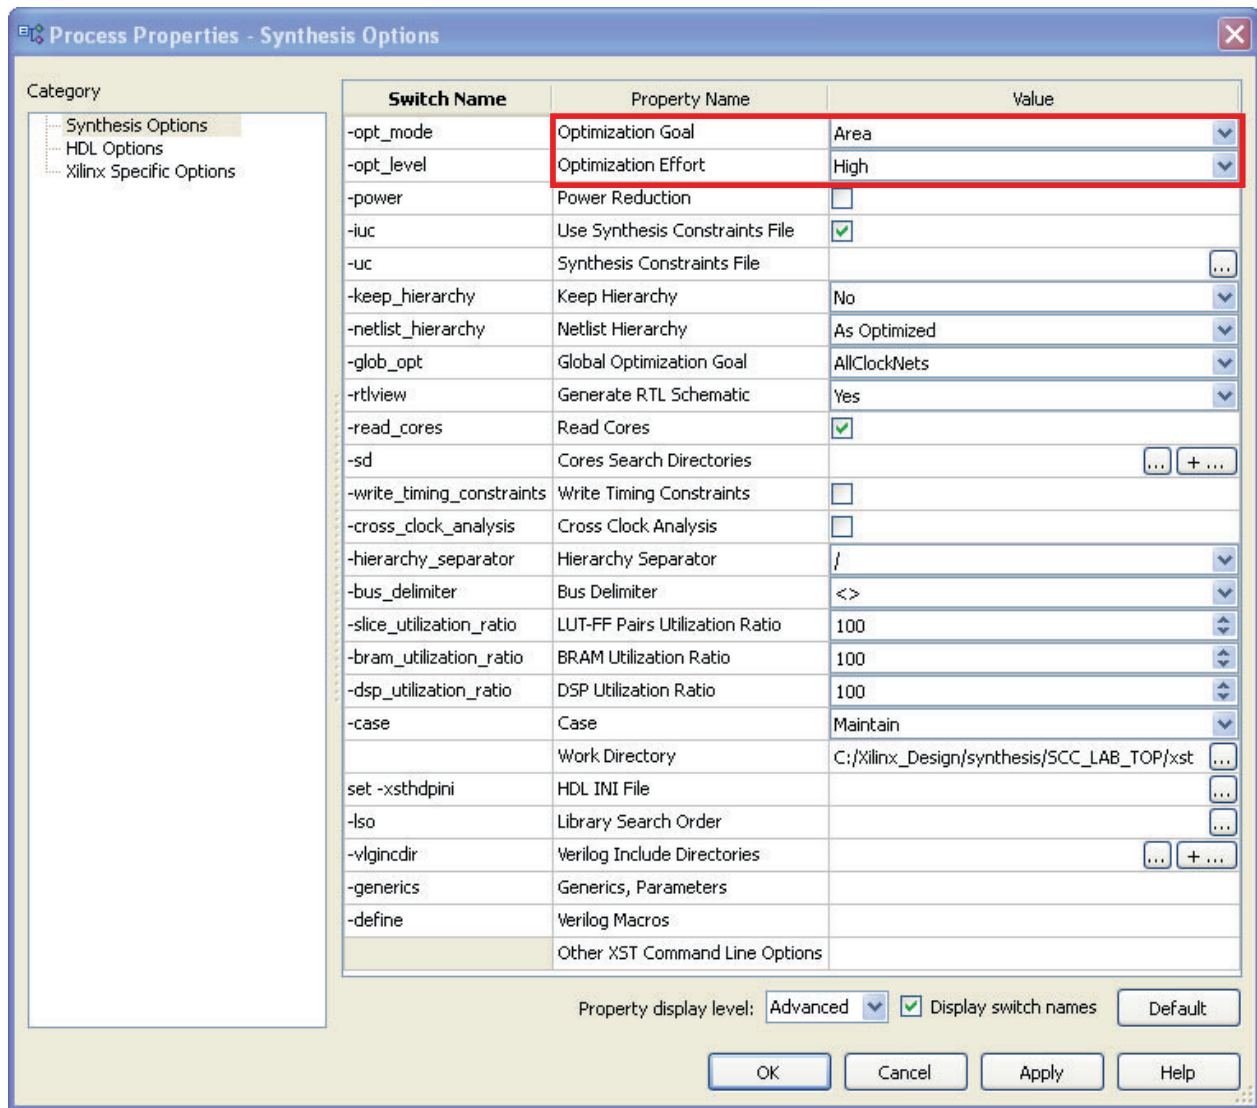 Process Properties - Synthesis Options
Category
Synthesis Options
HDL Options
Xilinx Specific Options
Switch Name Property Name Value
-opt_mode Optimization Goal Area
-opt_level Optimization Effort High
-power Power Reduction
-iuc Use Synthesis Constraints File
-uc Synthesis Constraints File ...
-keep_hierarchy Keep Hierarchy No
-netlist_hierarchy Netlist Hierarchy As Optimized
-glob_opt Global Optimization Goal AllClockNets
-rtlview Generate RTL Schematic Yes
-read_cores Read Cores
-sd Cores Search Directories ... + ...
-write_timing_constraints Write Timing Constraints
-cross_clock_analysis Cross Clock Analysis
-hierarchy_separator Hierarchy Separator /
-bus_delimiter Bus Delimiter <>
-slice_utilization_ratio LUT-FF Pairs Utilization Ratio 100
-bram_utilization_ratio BRAM Utilization Ratio 100
-dsp_utilization_ratio DSP Utilization Ratio 100
-case Case Maintain
Work Directory C:/Xilinx_Design/synthesis/SCC_LAB_TOP/xst ...
set -xsthdpini HDL INI File ...
-lso Library Search Order ...
-vlgincdir Verilog Include Directories ... + ...
-generics Generics, Parameters
-define Verilog Macros
Other XST Command Line Options
Property display level: Advanced Display switch names Default
OK Cancel Apply Help